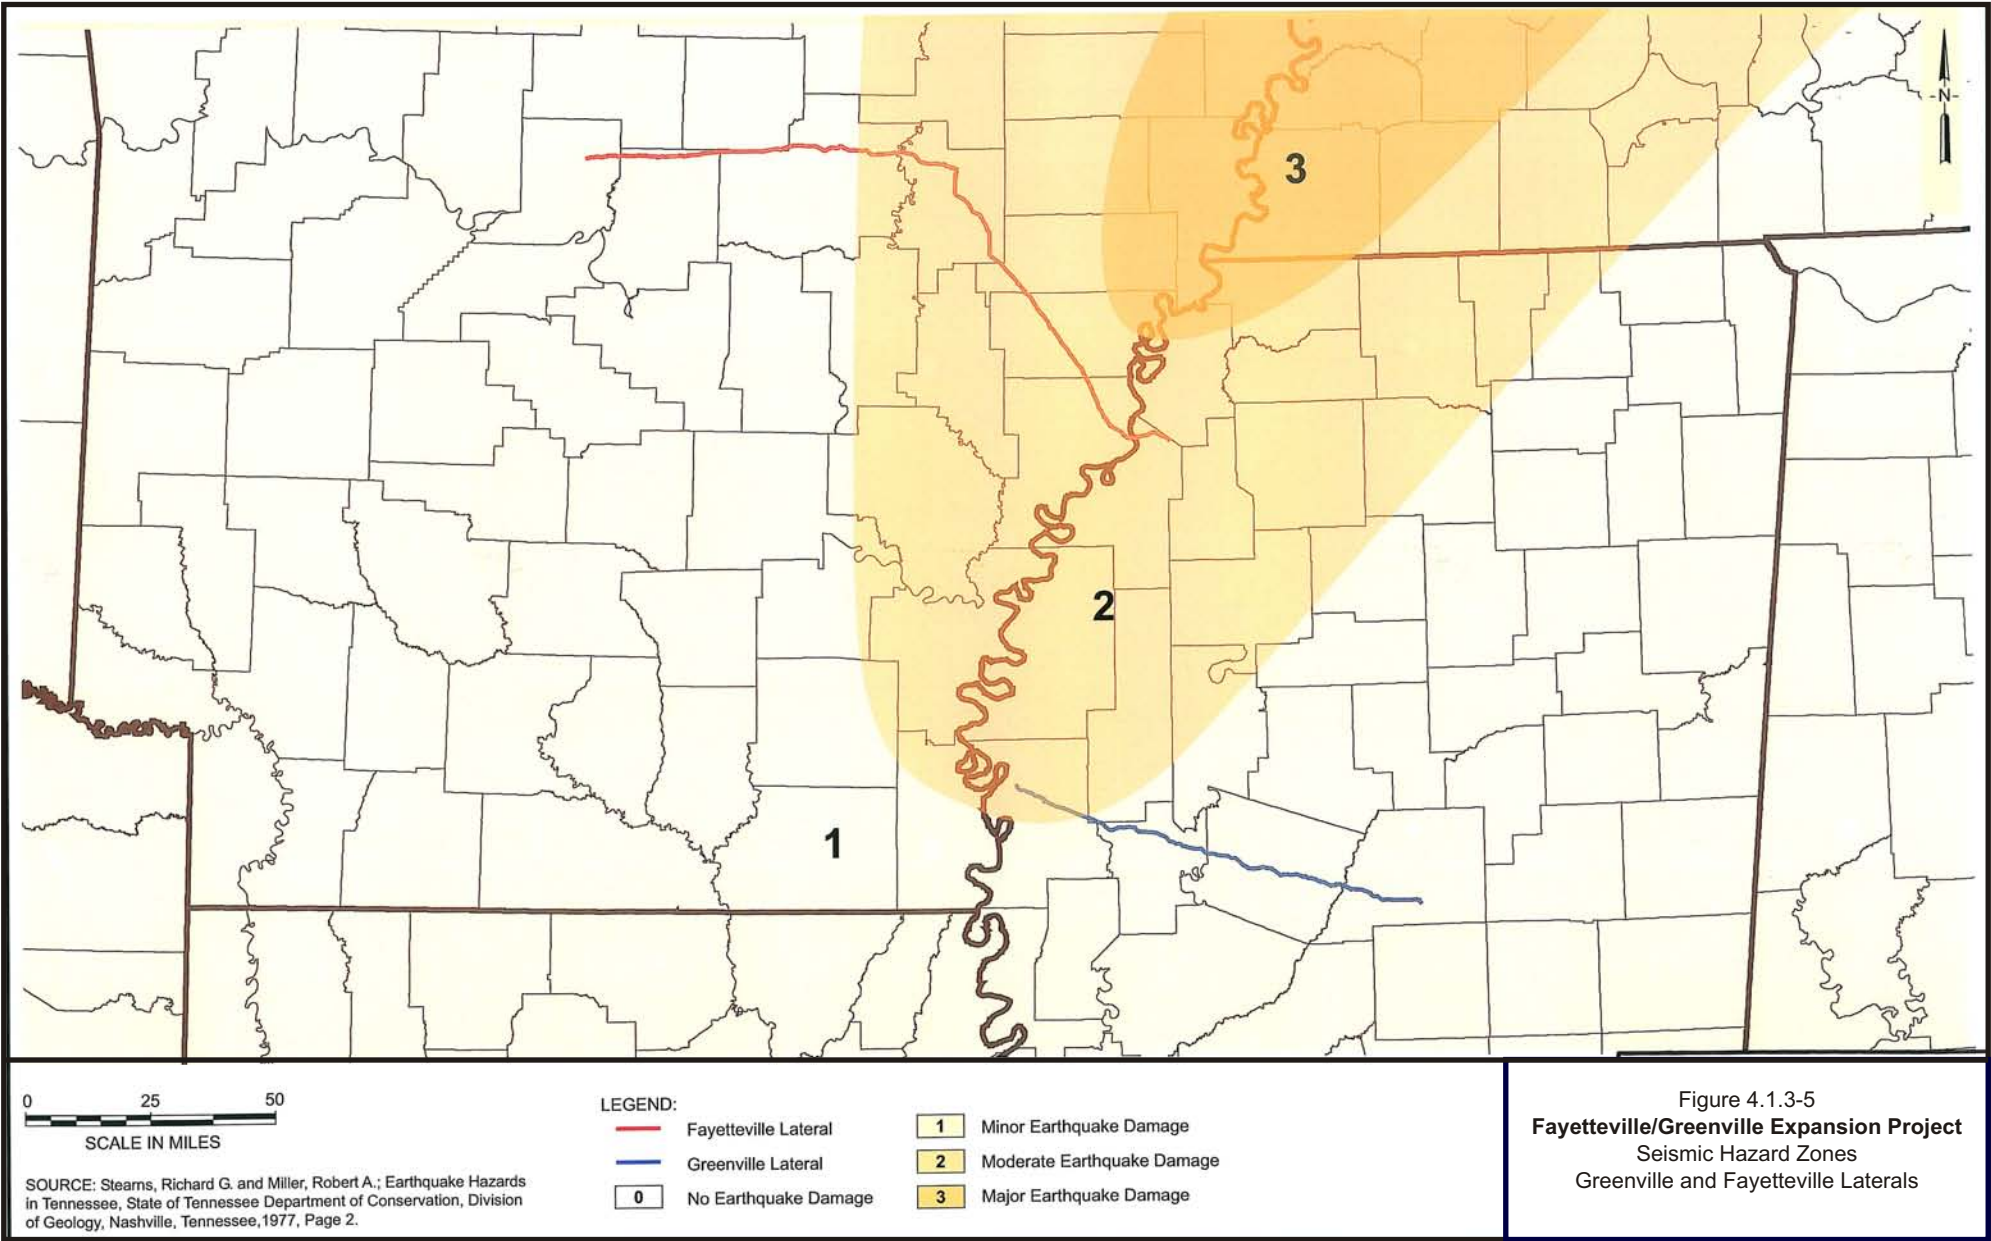 -N-
3
2
1
0 25 50
SCALE IN MILES
SOURCE: Stearns, Richard G. and Miller, Robert A.; Earthquake Hazards
in Tennessee, State of Tennessee Department of Conservation, Division
of Geology, Nashville, Tennessee,1977, Page 2.
LEGEND:
Fayetteville Lateral
Greenville Lateral
0 No Earthquake Damage
1 Minor Earthquake Damage
2 Moderate Earthquake Damage
3 Major Earthquake Damage
Figure 4.1.3-5
Fayetteville/Greenville Expansion Project
Seismic Hazard Zones
Greenville and Fayetteville Laterals